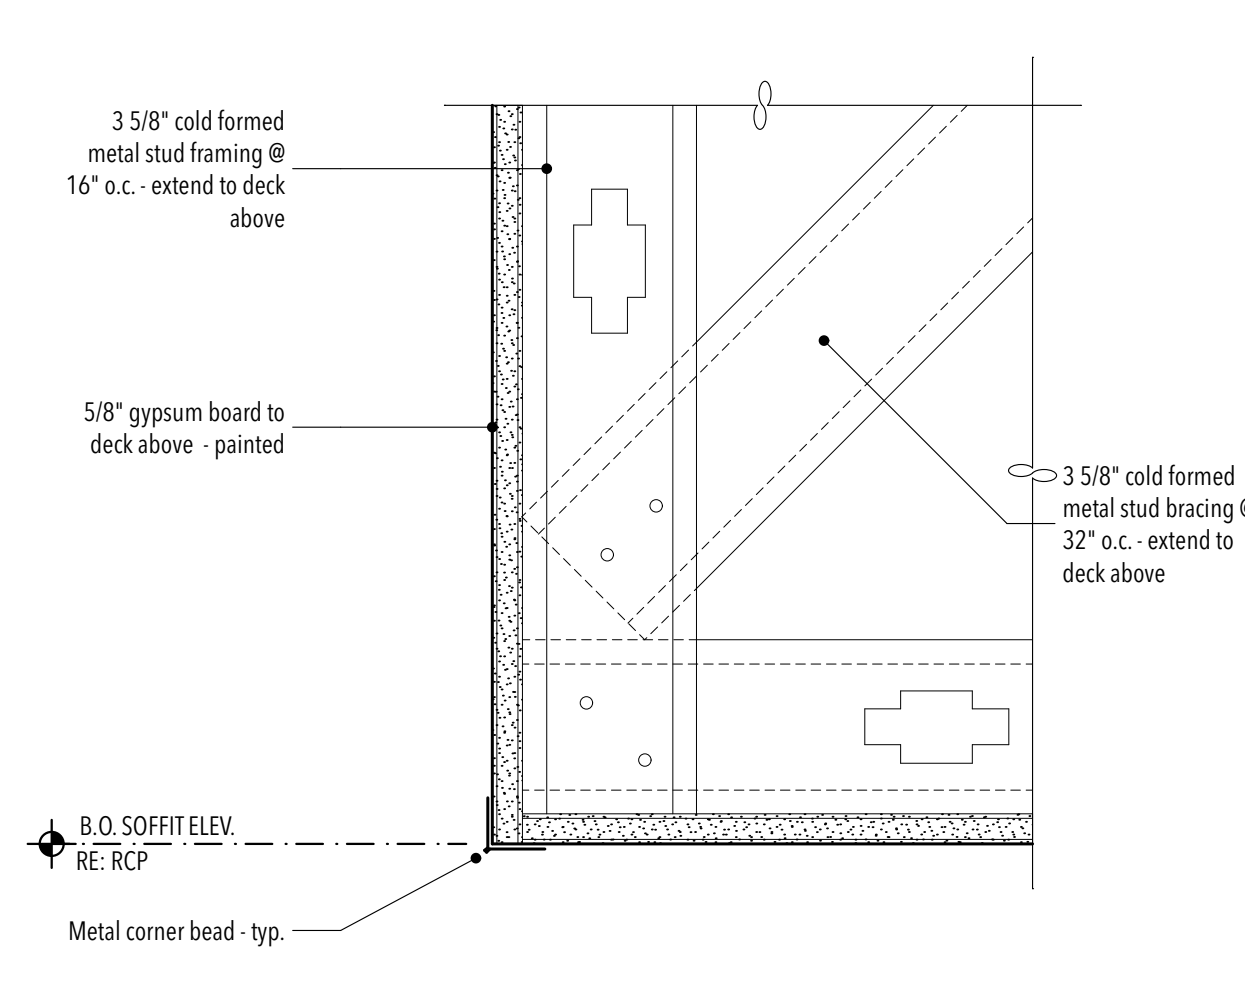 3 5/8" cold formed
metal stud framing @
16" o.c. - extend to deck
above
5/8" gypsum board to
deck above - painted
3 5/8" cold formed
metal stud bracing @
32" o.c. - extend to
deck above
B.O. SOFFIT ELEV.
RE: RCP
Metal corner bead - typ.